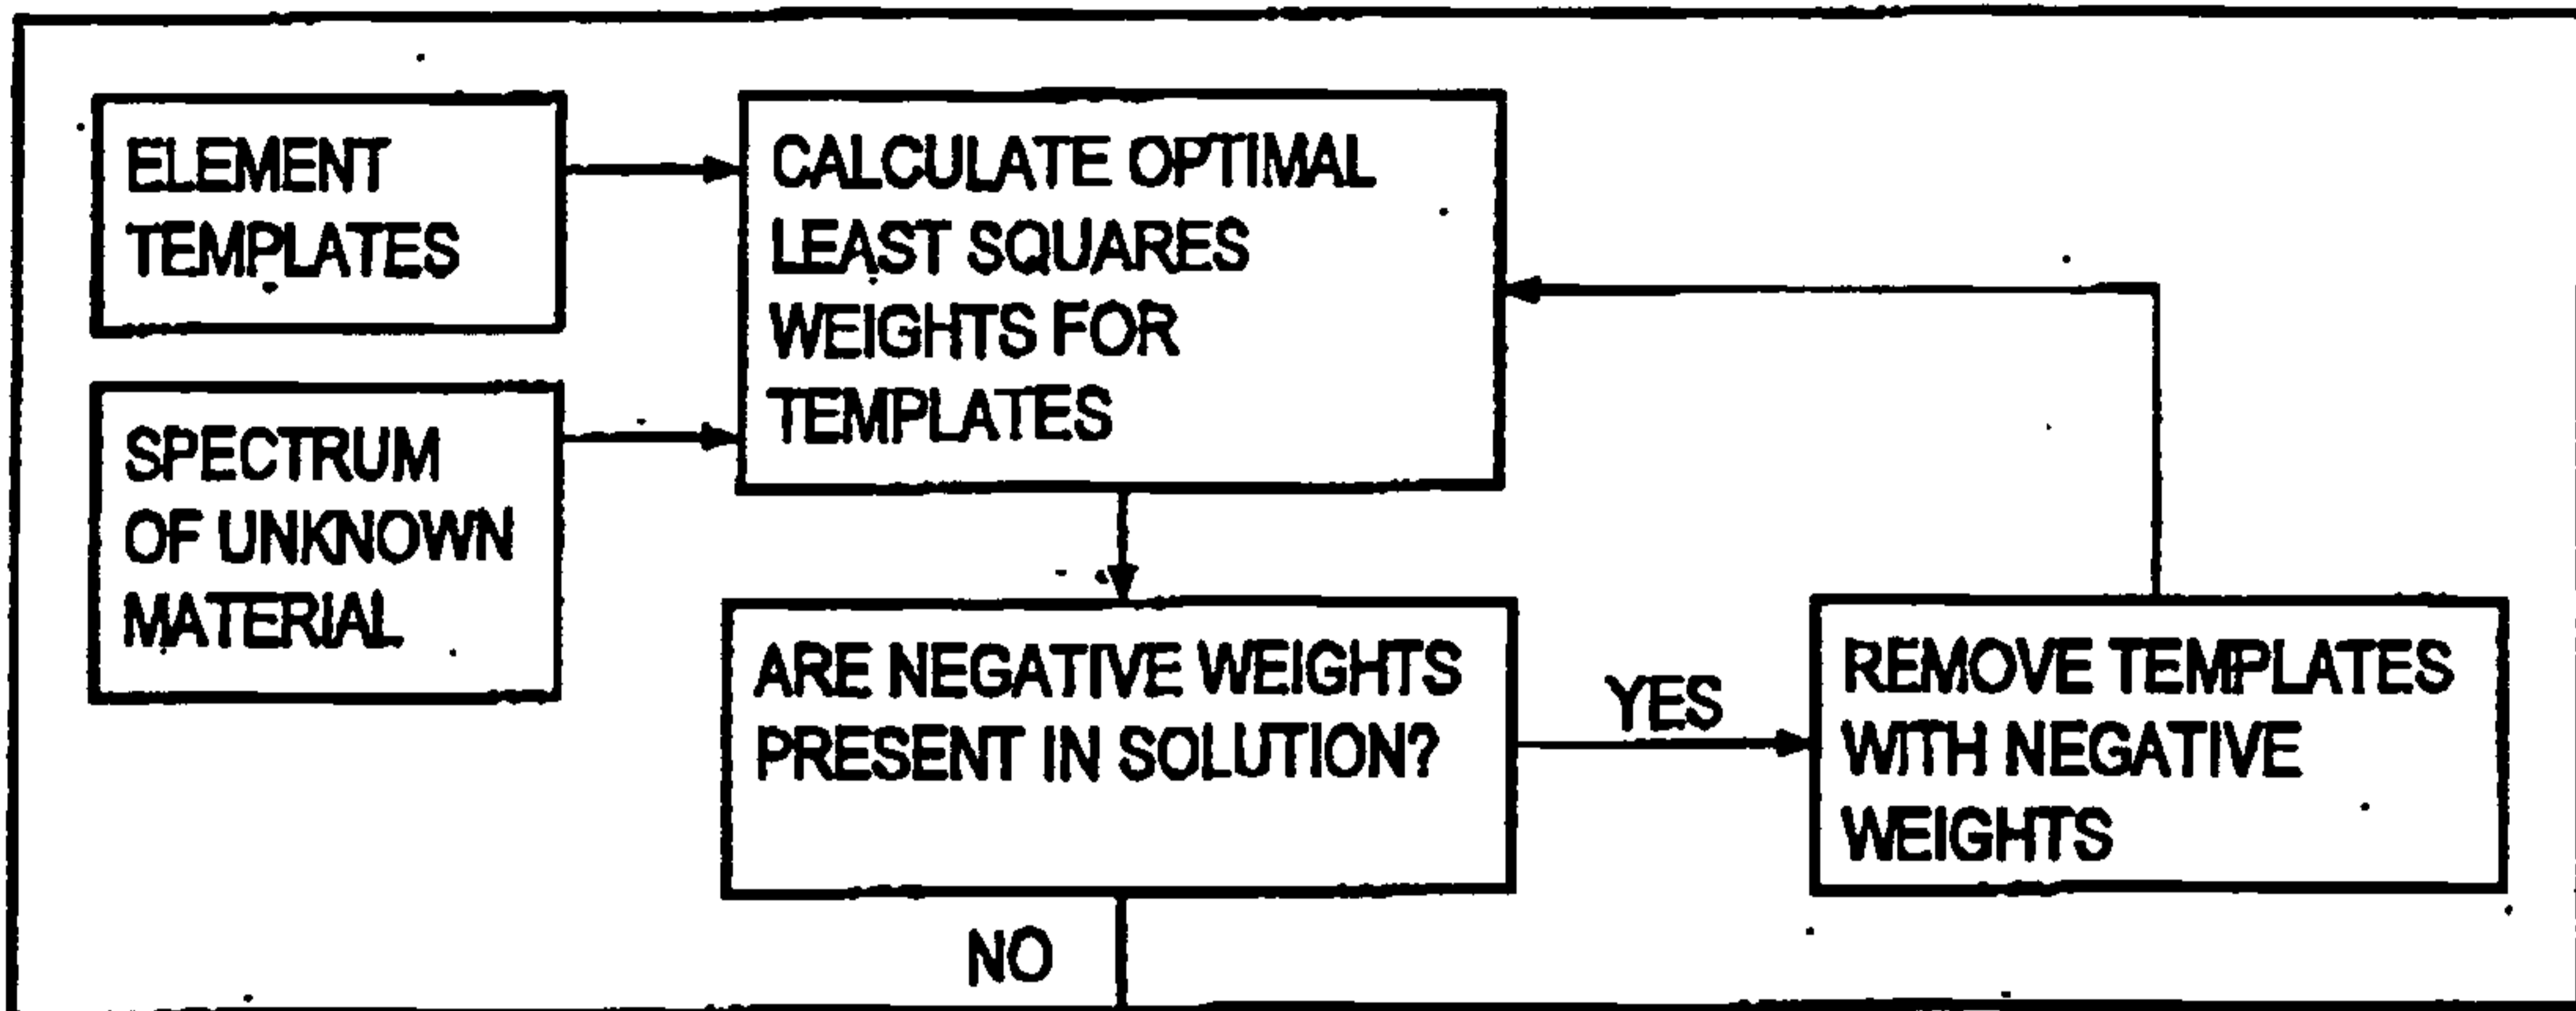 ELEMENT
TEMPLATES
CALCULATE OPTIMAL
LEAST SQUARES
WEIGHTS FOR
TEMPLATES
SPECTRUM
OF UNKNOWN
MATERIAL
ARE NEGATIVE WEIGHTS
PRESENT IN SOLUTION?
YES
REMOVE TEMPLATES
WITH NEGATIVE
WEIGHTS
NO